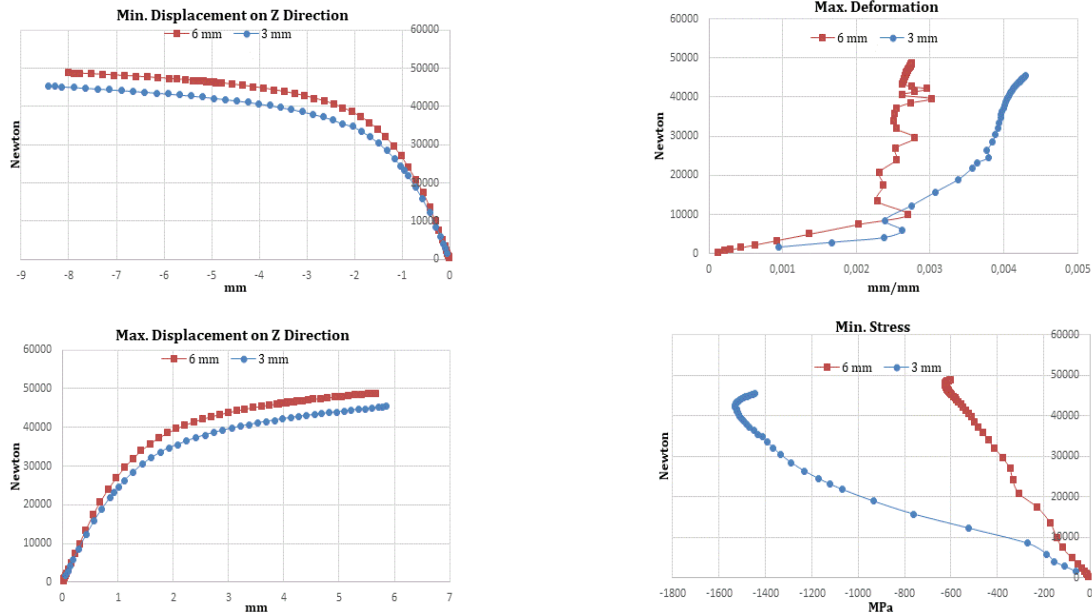 Min. Displacement on Z Direction
6 mm 3 mm
60000
50000
40000
30000
20000
10000
0
Newton
-9 -8 -7 -6 -5 -4 -3 -2 -1 0
mm
Max. Deformation
6 mm 3 mm
60000
50000
40000
30000
20000
10000
0
Newton
0 0,001 0,002 0,003 0,004 0,005
mm/mm
Max. Displacement on Z Direction
6 mm 3 mm
60000
50000
40000
30000
20000
10000
0
Newton
0 1 2 3 4 5 6 7
mm
Min. Stress
6 mm 3 mm
60000
50000
40000
30000
20000
10000
0
Newton
-1800 -1600 -1400 -1200 -1000 -800 -600 -400 -200 0
MPa